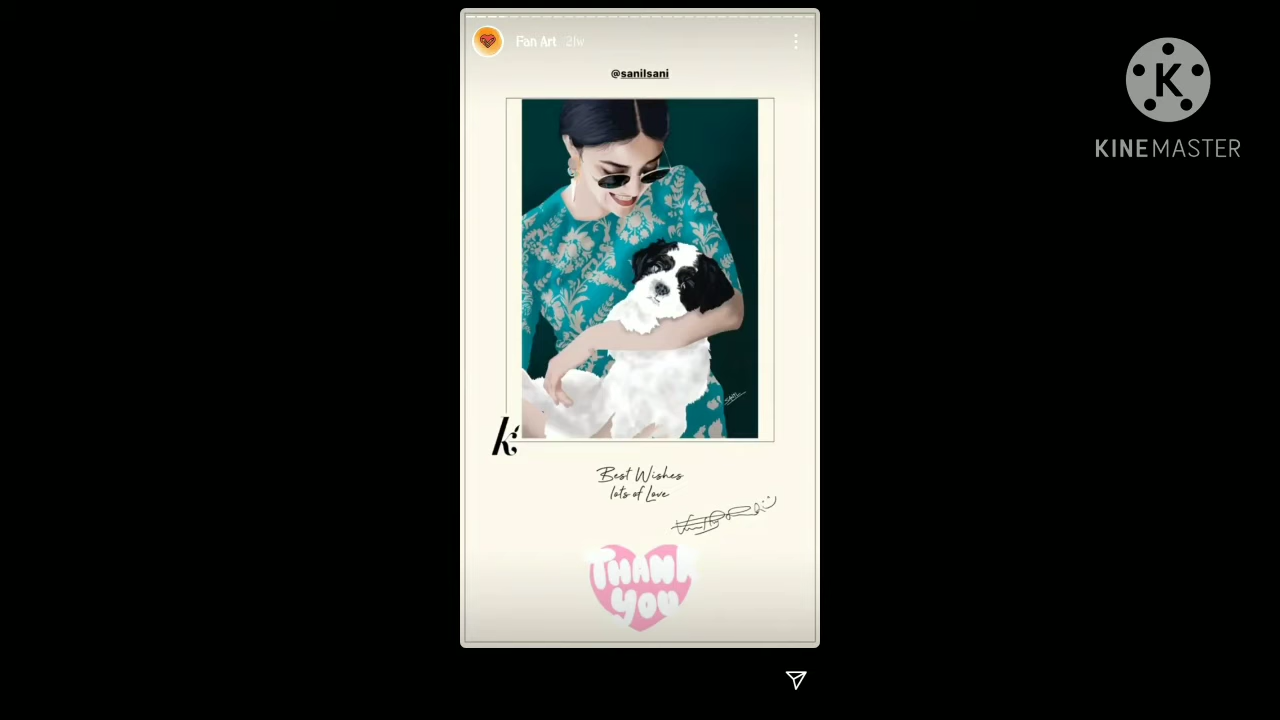 Fan Art 21w
@sanilsani
k
Best Wishes
lots of Love
THANK
YOU
K
KINEMASTER